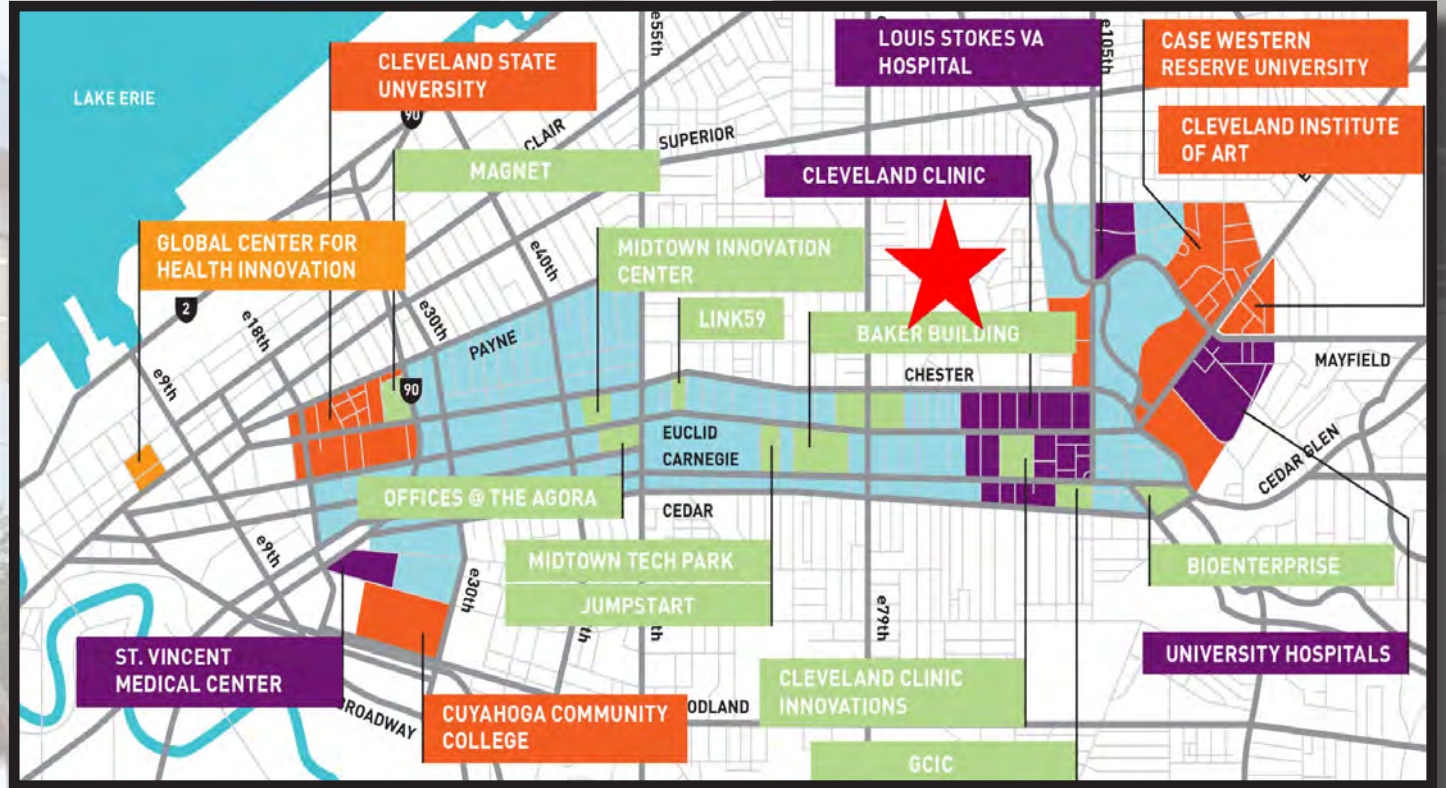 e55th
e105th
LOUIS STOKES VA
HOSPITAL
CASE WESTERN
RESERVE UNIVERSITY
CLEVELAND STATE
UNVERSITY
LAKE ERIE
90
CLAIR
SUPERIOR
CLEVELAND INSTITUTE
OF ART
MAGNET
CLEVELAND CLINIC
GLOBAL CENTER FOR
HEALTH INNOVATION
MIDTOWN INNOVATION
CENTER
e40th
2
e18th
e30th
LINK59
BAKER BUILDING
PAYNE
MAYFIELD
CHESTER
e9th
90
EUCLID
CARNEGIE
CEDAR GLEN
OFFICES @ THE AGORA
CEDAR
e9th
MIDTOWN TECH PARK
JUMPSTART
BIOENTERPRISE
e30th
e79th
ST. VINCENT
MEDICAL CENTER
UNIVERSITY HOSPITALS
CLEVELAND CLINIC
INNOVATIONS
BROADWAY
CUYAHOGA COMMUNITY
COLLEGE
ODLAND
GCIC